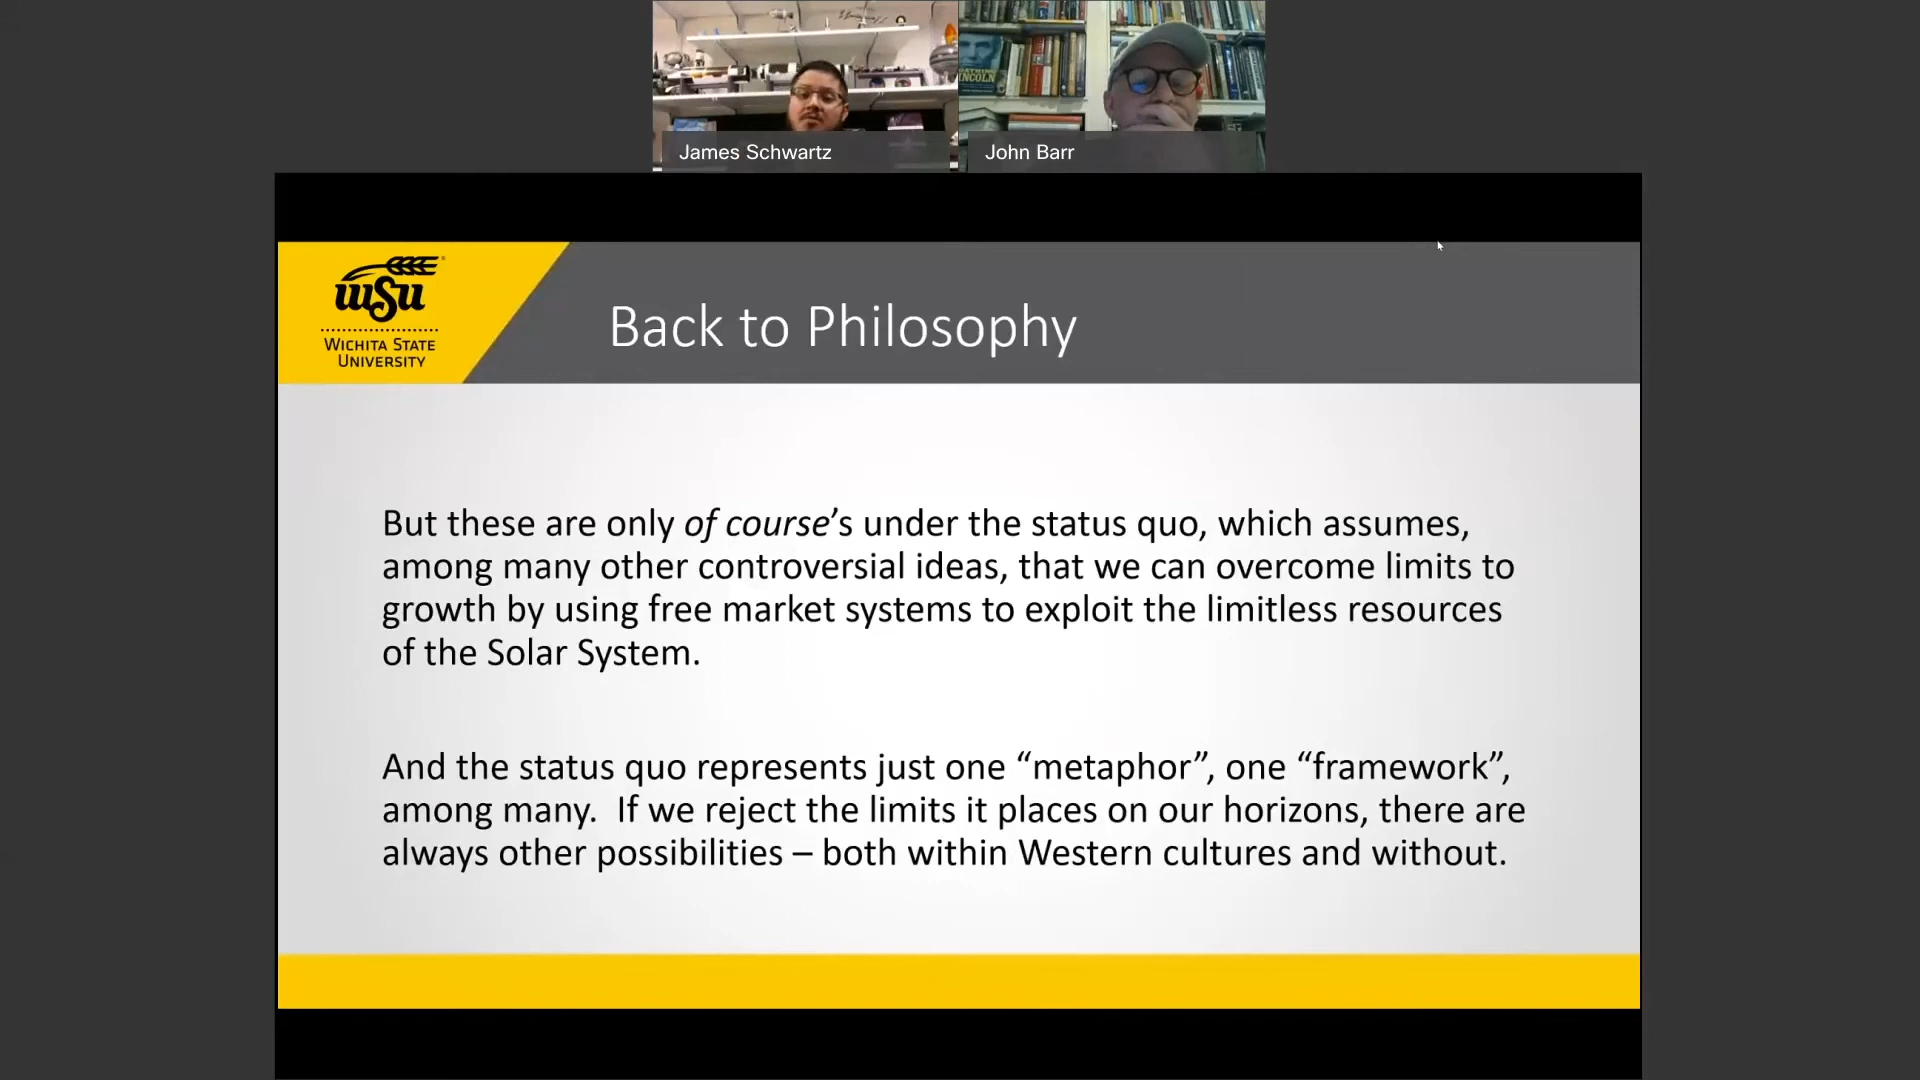 INCOLN
James Schwartz
John Barr
wsu
WICHITA STATE
UNIVERSITY
Back to Philosophy
But these are only of course's under the status quo, which assumes,
among many other controversial ideas, that we can overcome limits to
growth by using free market systems to exploit the limitless resources
of the Solar System.
And the status quo represents just one “metaphor”, one “framework”,
among many.  If we reject the limits it places on our horizons, there are
always other possibilities – both within Western cultures and without.